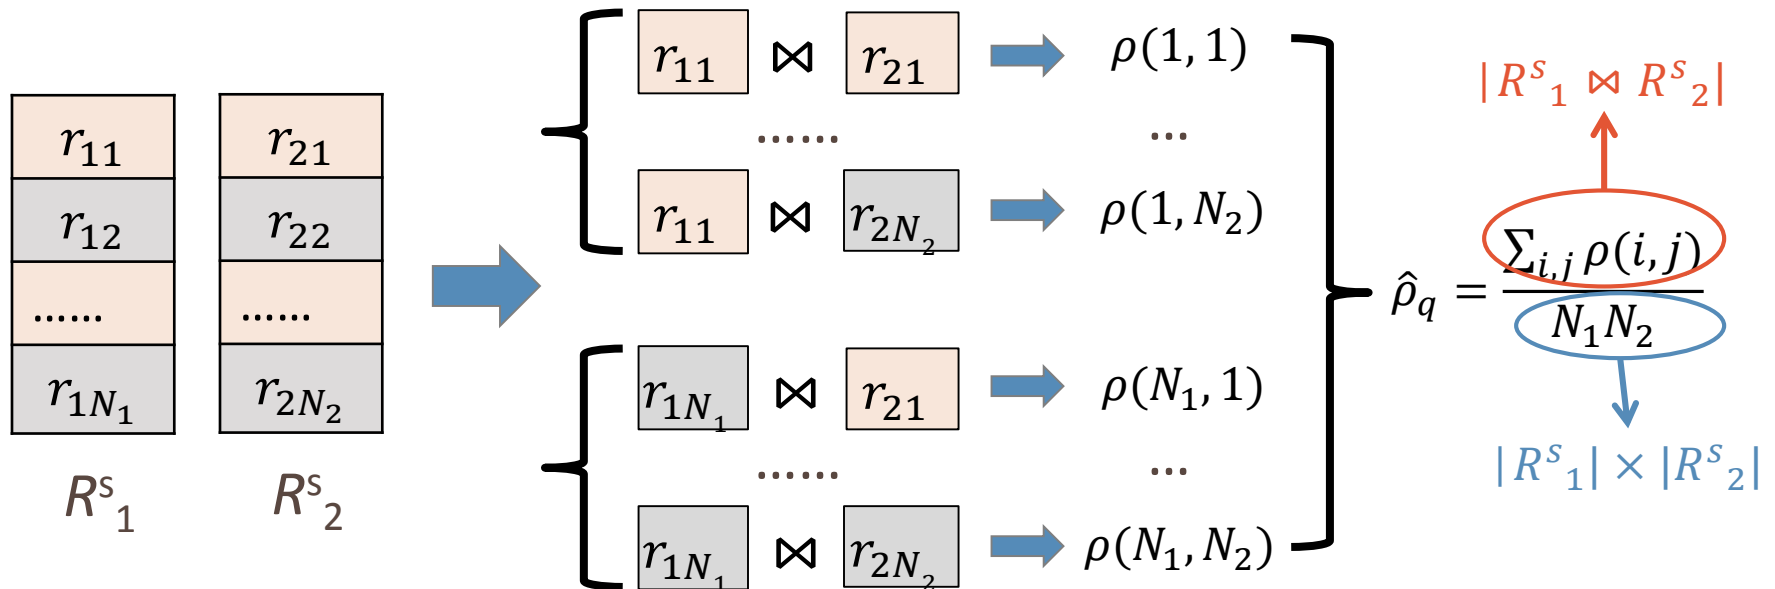 r₁₁ r₂₁
r₁₂ r₂₂
...... ......
r₁N₁ r₂N₂
Rˢ₁ Rˢ₂
r₁₁ ⋈ r₂₁ ρ(1, 1)
...... ...
r₁₁ ⋈ r₂N₂ ρ(1, N₂)
r₁N₁ ⋈ r₂₁ ρ(N₁, 1)
...... ...
r₁N₁ ⋈ r₂N₂ ρ(N₁, N₂)
|Rˢ₁ ⋈ Rˢ₂|
∑i,j ρ(i, j)
ρ̂q =
N₁N₂
|Rˢ₁| × |Rˢ₂|